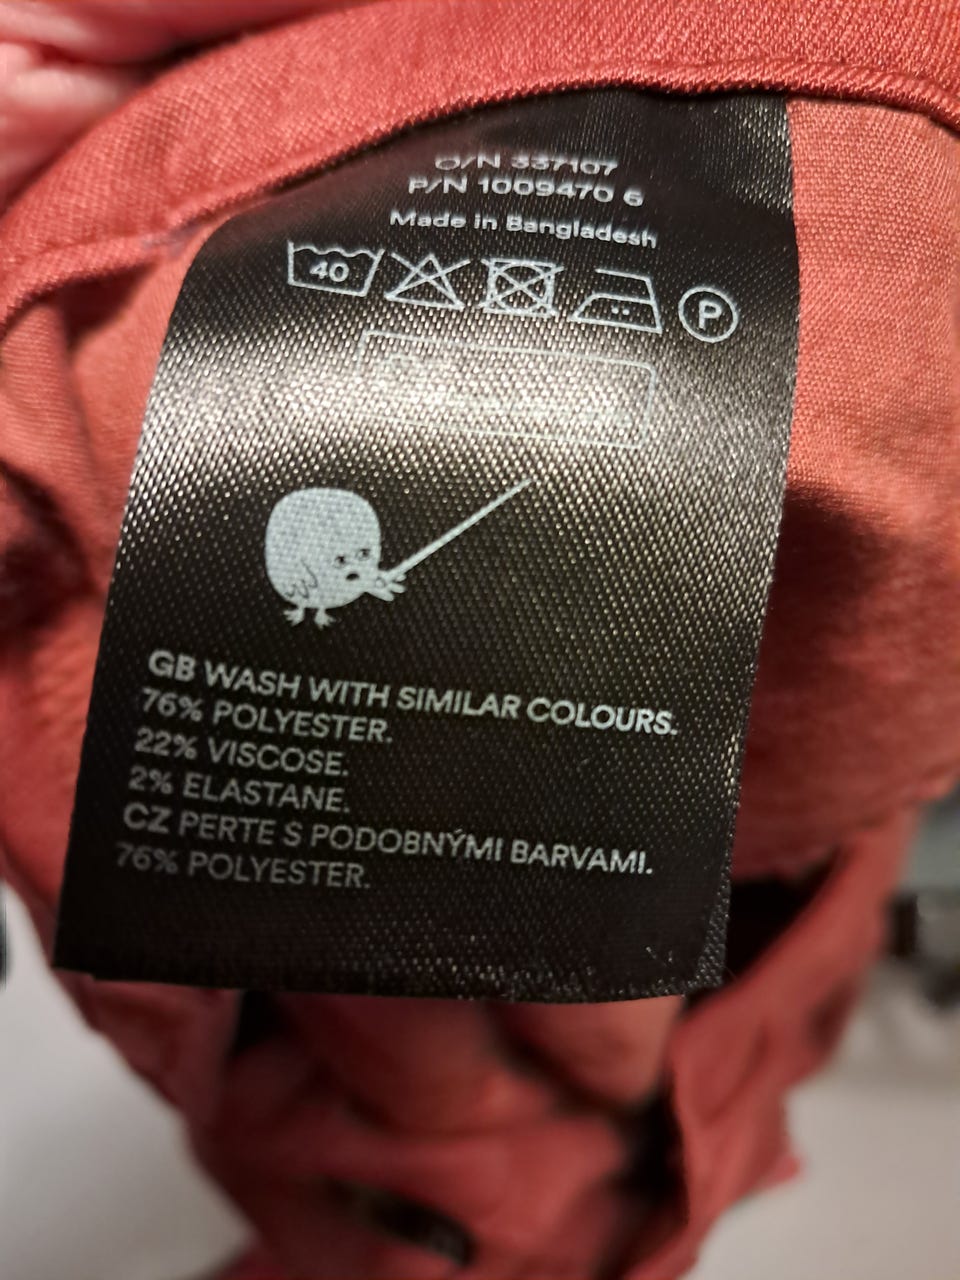 O/N 337107
P/N 1009470 6
Made in Bangladesh
40
P
GB WASH WITH SIMILAR COLOURS.
76% POLYESTER.
22% VISCOSE.
2% ELASTANE.
CZ PERTE S PODOBNÝMI BARVAMI.
76% POLYESTER.